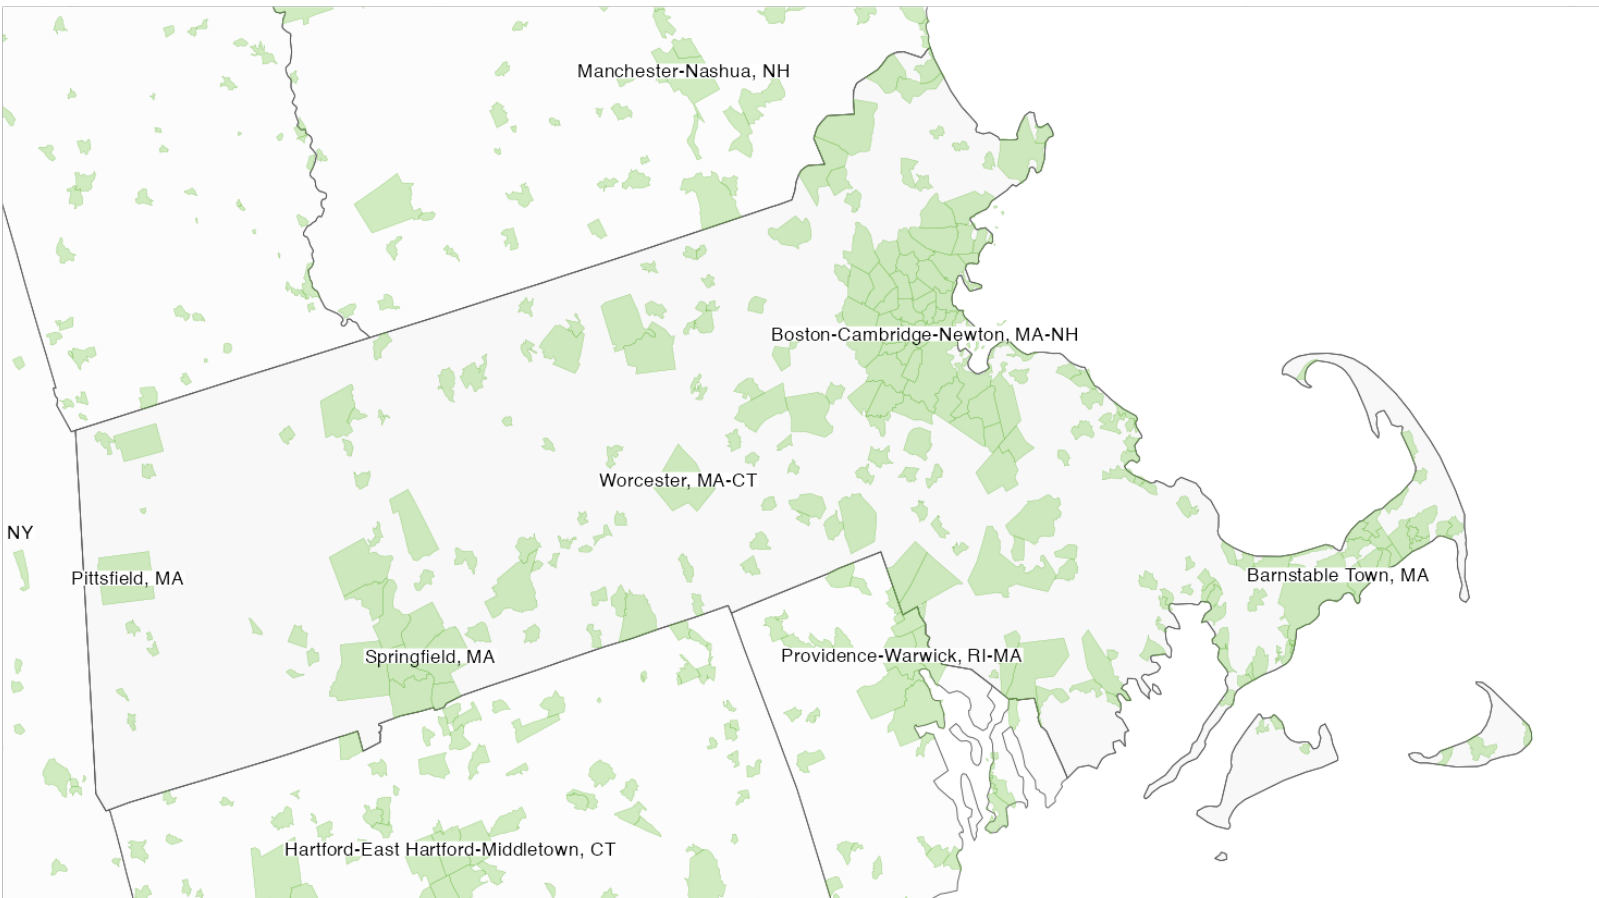 Manchester-Nashua, NH
Boston-Cambridge-Newton, MA-NH
Worcester, MA-CT
NY
Pittsfield, MA
Barnstable Town, MA
Springfield, MA
Providence-Warwick, RI-MA
Hartford-East Hartford-Middletown, CT